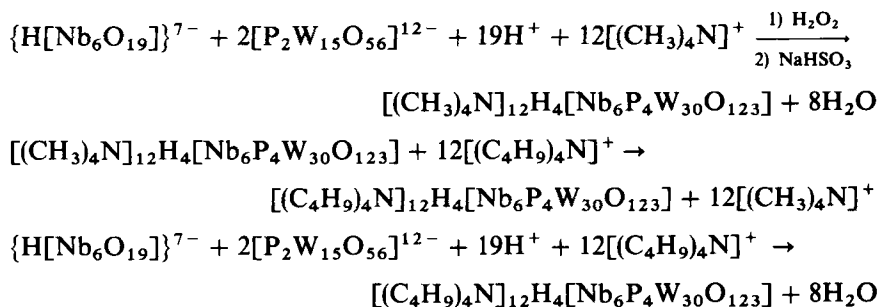 {H[Nb₆O₁₉]}⁷⁻ + 2[P₂W₁₅O₅₆]¹²⁻ + 19H⁺ + 12[(CH₃)₄N]⁺ 1) H₂O₂ 2) NaHSO₃ →
[(CH₃)₄N]₁₂H₄[Nb₆P₄W₃₀O₁₂₃] + 8H₂O
[(CH₃)₄N]₁₂H₄[Nb₆P₄W₃₀O₁₂₃] + 12[(C₄H₉)₄N]⁺ →
[(C₄H₉)₄N]₁₂H₄[Nb₆P₄W₃₀O₁₂₃] + 12[(CH₃)₄N]⁺
{H[Nb₆O₁₉]}⁷⁻ + 2[P₂W₁₅O₅₆]¹²⁻ + 19H⁺ + 12[(C₄H₉)₄N]⁺ →
[(C₄H₉)₄N]₁₂H₄[Nb₆P₄W₃₀O₁₂₃] + 8H₂O